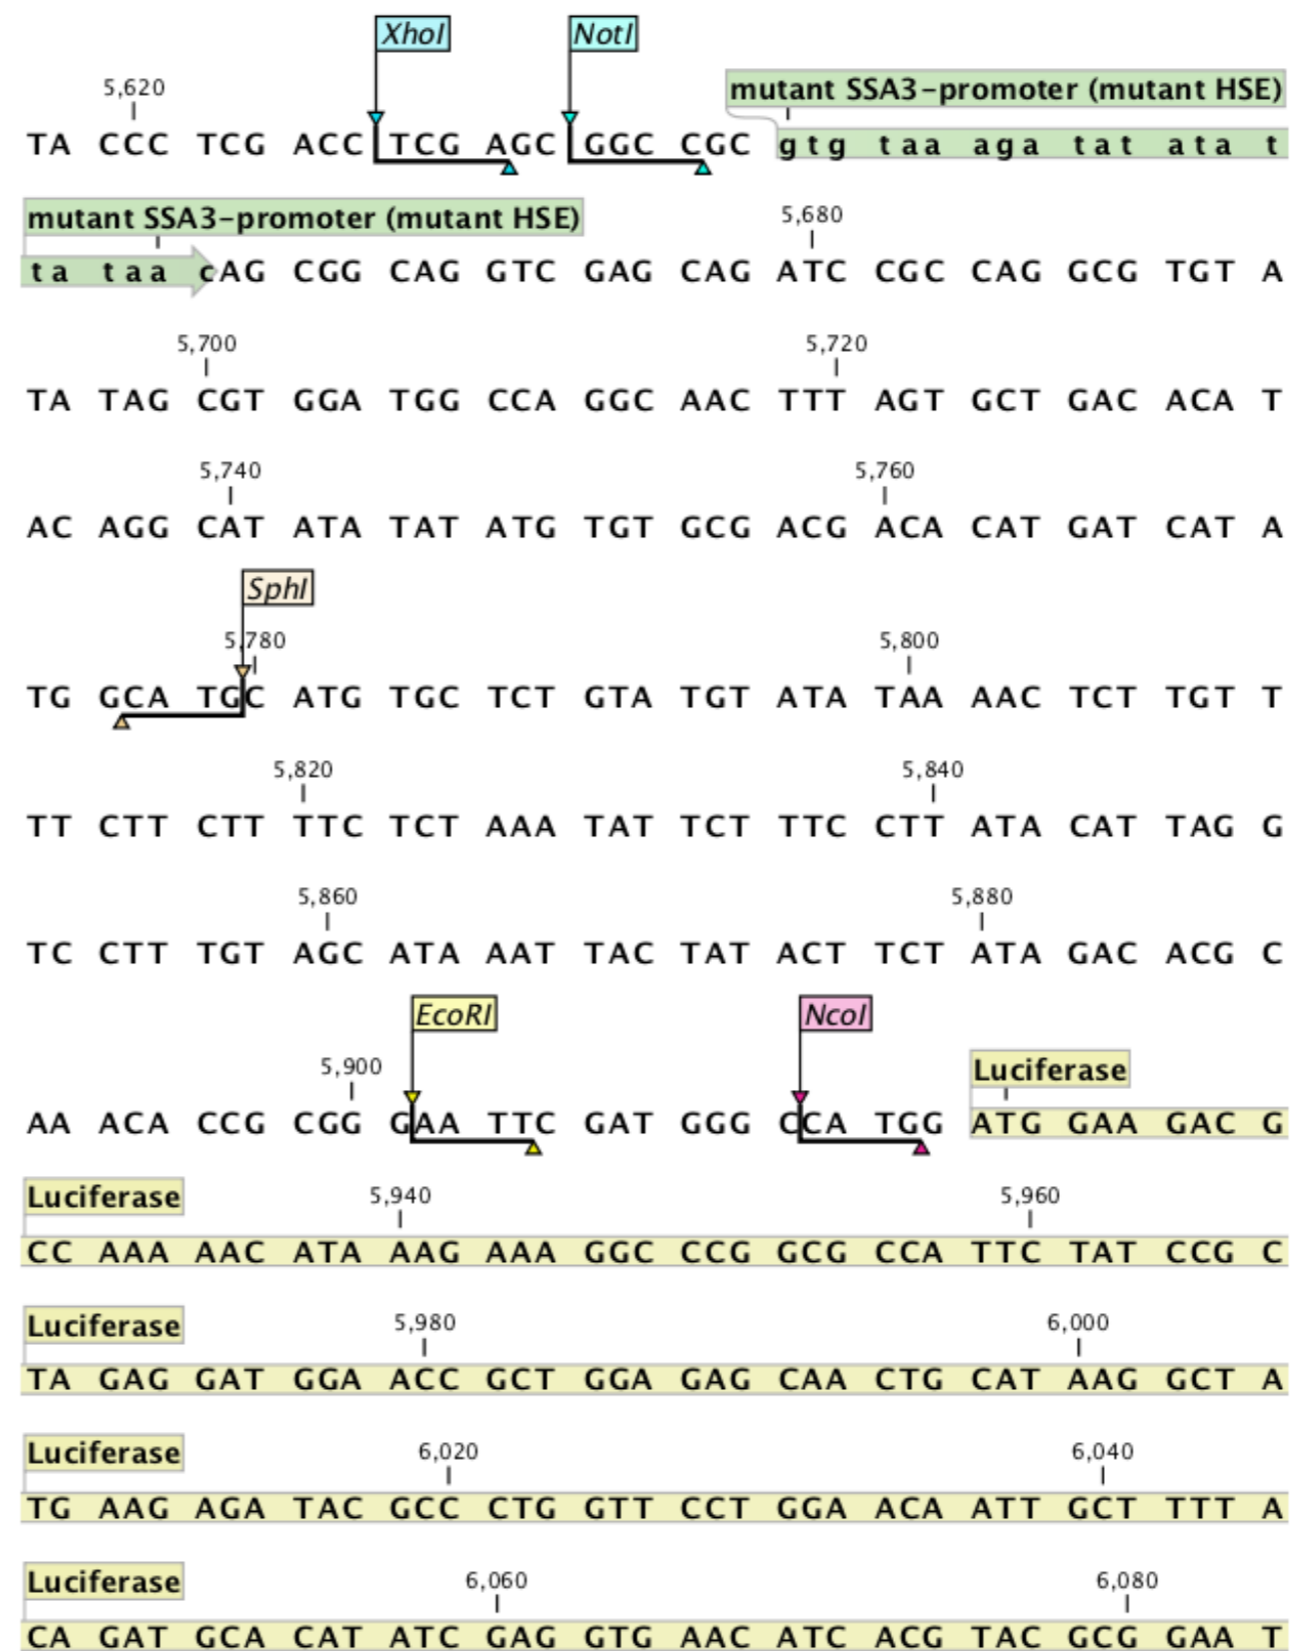 XhoI NotI
5,620 mutant SSA3-promoter (mutant HSE)
TA CCC TCG ACC TCG AGC GGC CGC gtg taa aga tat ata t
mutant SSA3-promoter (mutant HSE) 5,680
ta taa cAG CGG CAG GTC GAG CAG ATC CGC CAG GCG TGT A
5,700 5,720
TA TAG CGT GGA TGG CCA GGC AAC TTT AGT GCT GAC ACA T
5,740 5,760
AC AGG CAT ATA TAT ATG TGT GCG ACG ACA CAT GAT CAT A
SphI
5,780 5,800
TG GCA TGC ATG TGC TCT GTA TGT ATA TAA AAC TCT TGT T
5,820 5,840
TT CTT CTT TTC TCT AAA TAT TCT TTC CTT ATA CAT TAG G
5,860 5,880
TC CTT TGT AGC ATA AAT TAC TAT ACT TCT ATA GAC ACG C
EcoRI NcoI
5,900 Luciferase
AA ACA CCG CGG GAA TTC GAT GGG CCA TGG ATG GAA GAC G
Luciferase 5,940 5,960
CC AAA AAC ATA AAG AAA GGC CCG GCG CCA TTC TAT CCG C
Luciferase 5,980 6,000
TA GAG GAT GGA ACC GCT GGA GAG CAA CTG CAT AAG GCT A
Luciferase 6,020 6,040
TG AAG AGA TAC GCC CTG GTT CCT GGA ACA ATT GCT TTT A
Luciferase 6,060 6,080
CA GAT GCA CAT ATC GAG GTG AAC ATC ACG TAC GCG GAA T